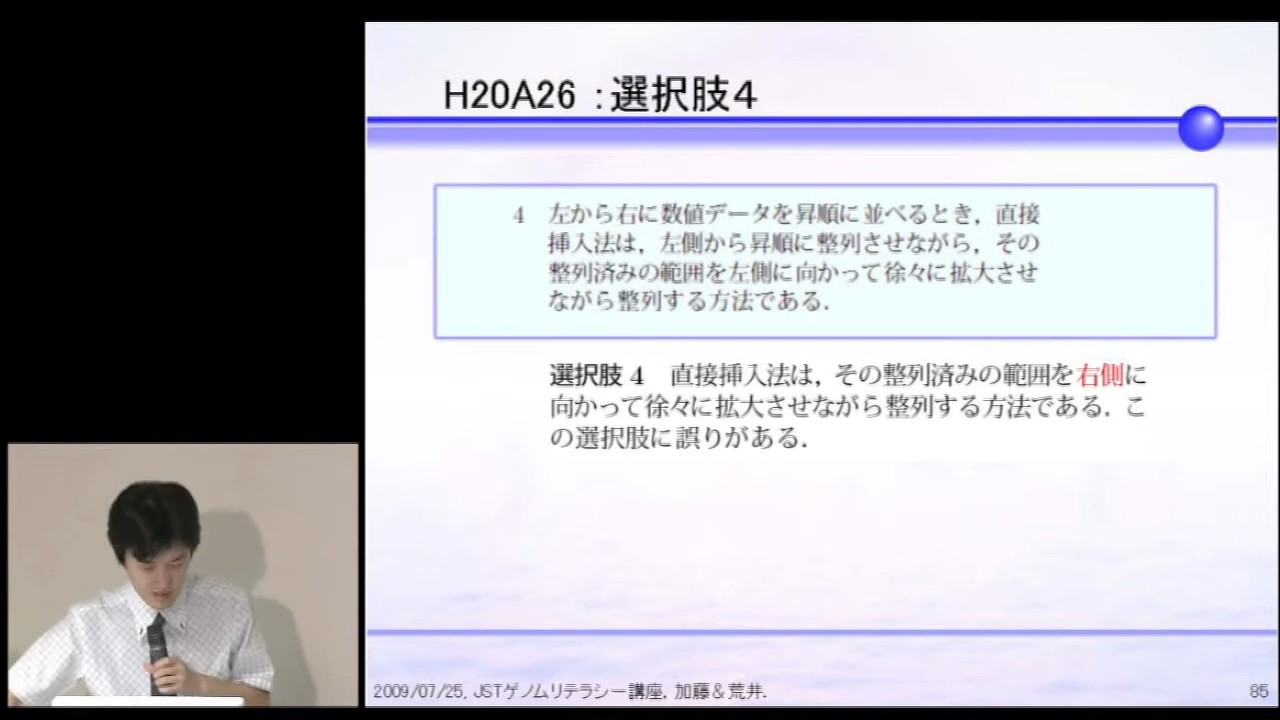 H20A26 :選択肢4
4 左から右に数値データを昇順に並べるとき，直接
挿入法は，左側から昇順に整列させながら，その
整列済みの範囲を左側に向かって徐々に拡大させ
ながら整列する方法である．
選択肢 4 直接挿入法は，その整列済みの範囲を右側に
向かって徐々に拡大させながら整列する方法である．こ
の選択肢に誤りがある．
2009/07/25, JSTゲノムリテラシー講座, 加藤＆荒井.
85